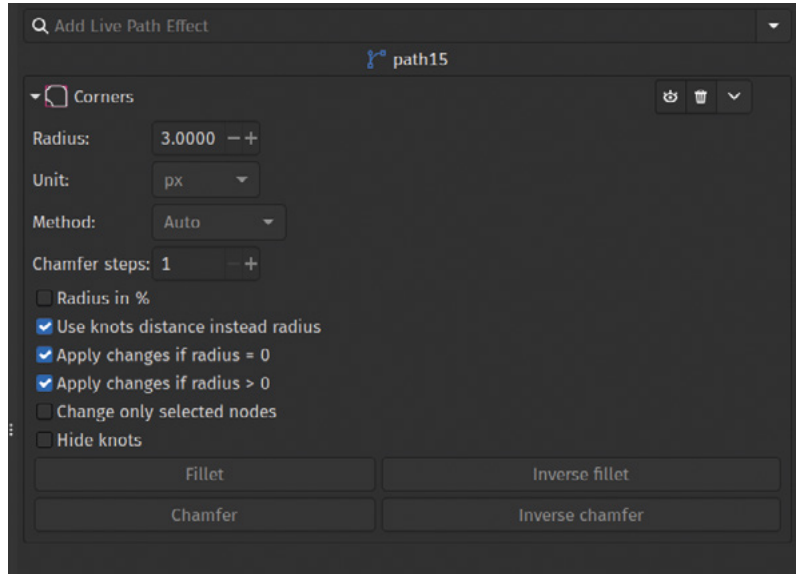 Add Live Path Effect
path15
Corners
Radius: 3.0000
Unit: px
Method: Auto
Chamfer steps: 1
Radius in %
Use knots distance instead radius
Apply changes if radius = 0
Apply changes if radius > 0
Change only selected nodes
Hide knots
Fillet Inverse fillet
Chamfer Inverse chamfer